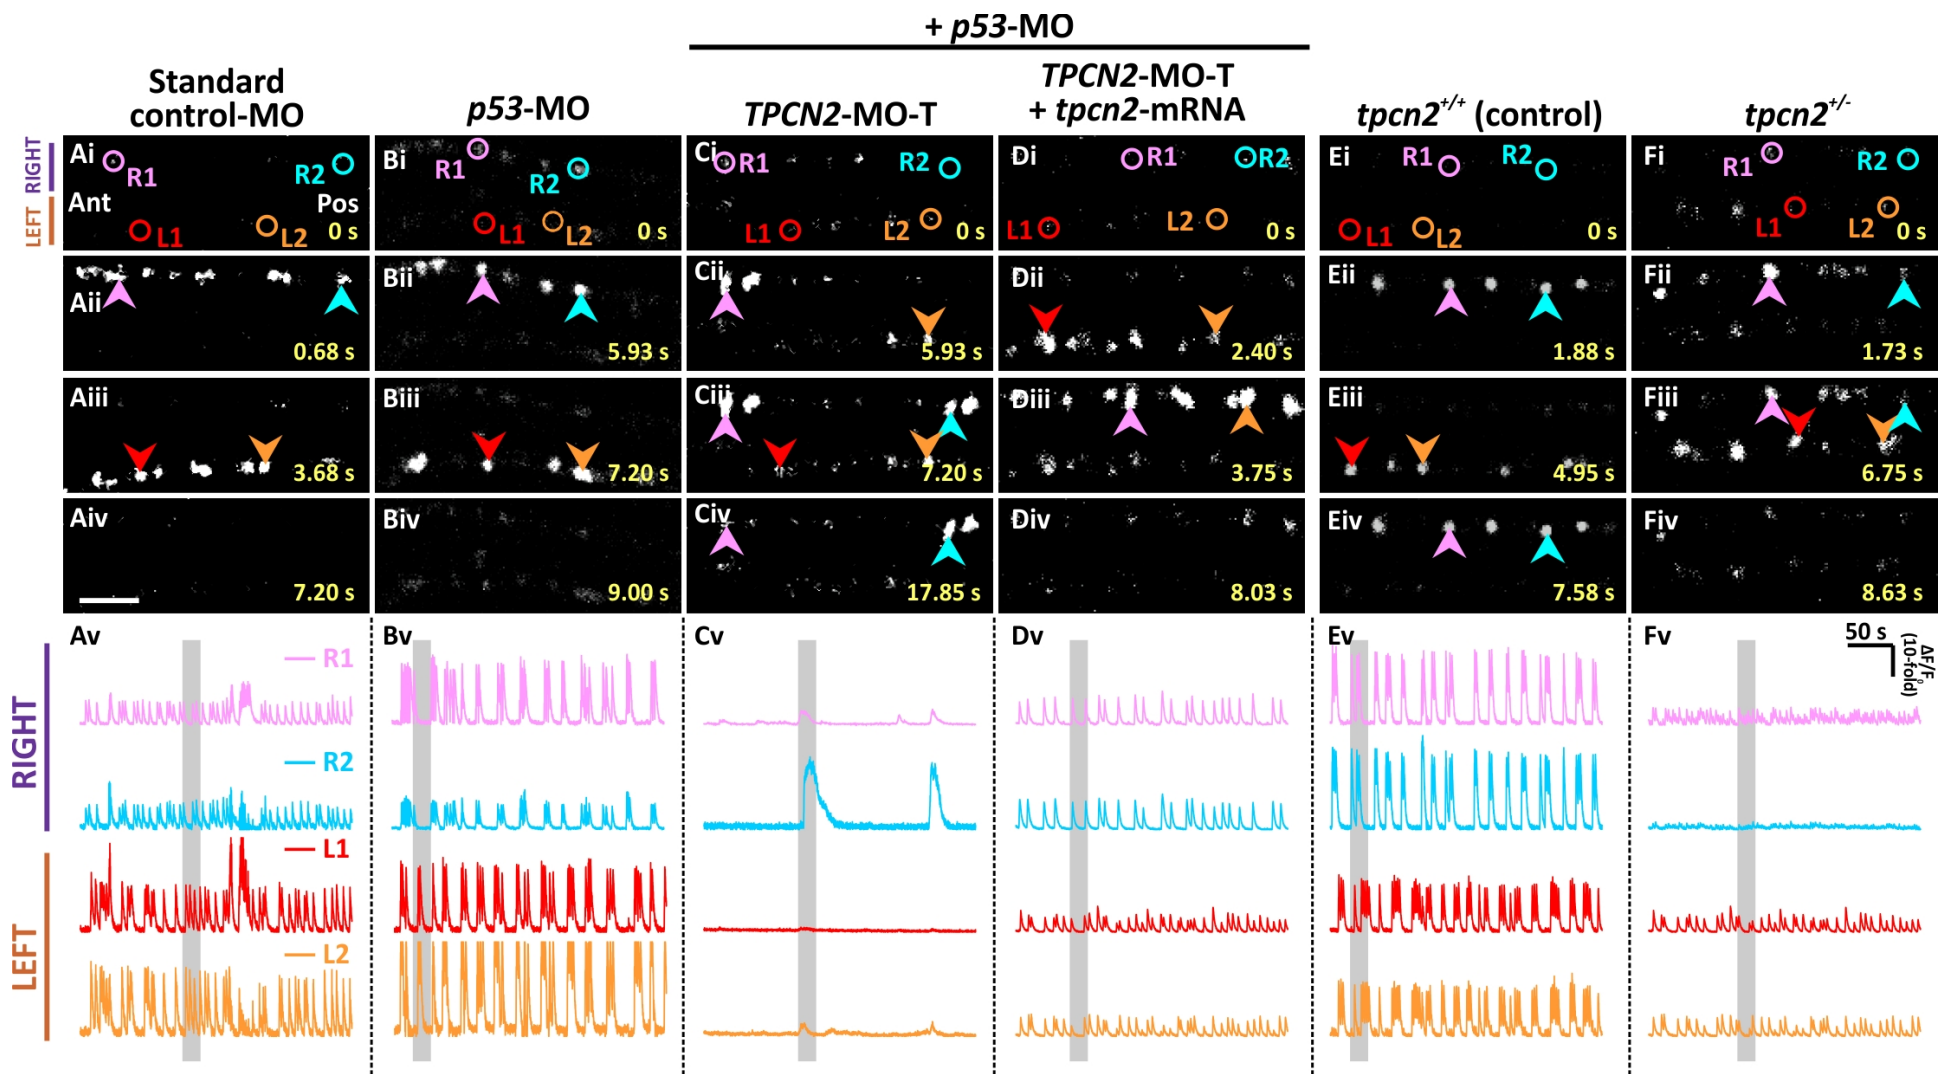 + p53-MO
Standard
control-MO
p53-MO
TPCN2-MO-T
TPCN2-MO-T
+ tpcn2-mRNA
tpcn2+/+ (control)
tpcn2+/-
RIGHT
LEFT
Ai
R1
R2
Ant
Pos
L1
L2
0 s
Bi
R1
R2
L1
L2
0 s
Ci
R1
R2
L1
L2
0 s
Di
R1
R2
L1
L2
0 s
Ei
R1
R2
L1
L2
0 s
Fi
R1
R2
L1
L2
0 s
Aii
0.68 s
Bii
5.93 s
Cii
5.93 s
Dii
2.40 s
Eii
1.88 s
Fii
1.73 s
Aiii
3.68 s
Biii
7.20 s
Ciii
7.20 s
Diii
3.75 s
Eiii
4.95 s
Fiii
6.75 s
Aiv
7.20 s
Biv
9.00 s
Civ
17.85 s
Div
8.03 s
Eiv
7.58 s
Fiv
8.63 s
Av
Bv
Cv
Dv
Ev
Fv
50 s
ΔF/F0
(10-fold)
RIGHT
R1
R2
LEFT
L1
L2